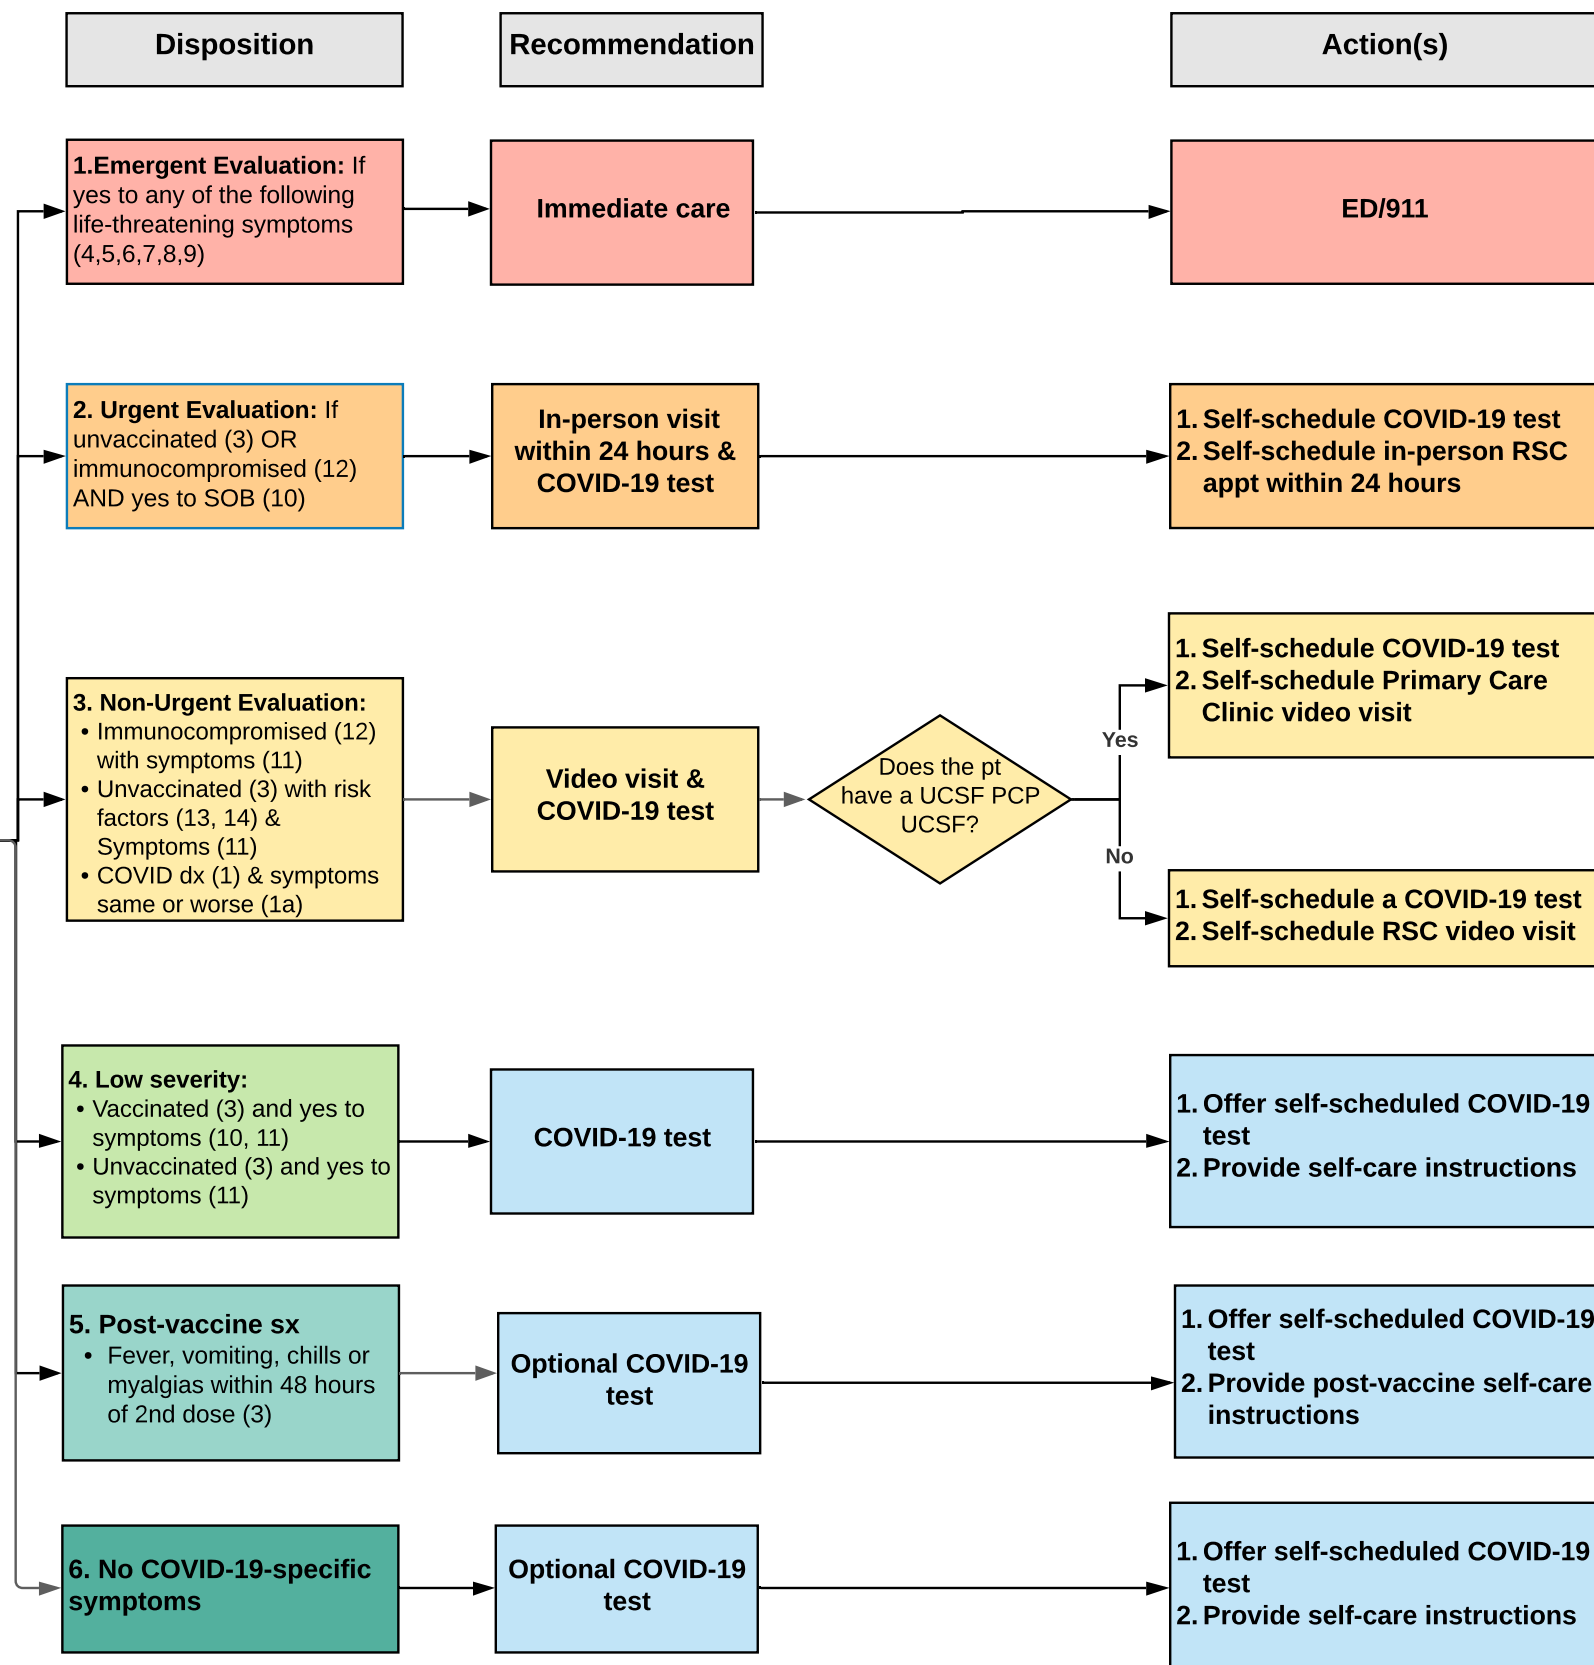 Disposition
Recommendation
Action(s)
1.Emergent Evaluation: If
yes to any of the following
life-threatening symptoms
(4,5,6,7,8,9)
Immediate care
ED/911
2. Urgent Evaluation: If
unvaccinated (3) OR
immunocompromised (12)
AND yes to SOB (10)
In-person visit
within 24 hours &
COVID-19 test
1. Self-schedule COVID-19 test
2. Self-schedule in-person RSC
appt within 24 hours
3. Non-Urgent Evaluation:
• Immunocompromised (12)
with symptoms (11)
• Unvaccinated (3) with risk
factors (13, 14) &
Symptoms (11)
• COVID dx (1) & symptoms
same or worse (1a)
Video visit &
COVID-19 test
Does the pt
have a UCSF PCP
UCSF?
Yes
No
1. Self-schedule COVID-19 test
2. Self-schedule Primary Care
Clinic video visit
1. Self-schedule a COVID-19 test
2. Self-schedule RSC video visit
4. Low severity:
• Vaccinated (3) and yes to
symptoms (10, 11)
• Unvaccinated (3) and yes to
symptoms (11)
COVID-19 test
1. Offer self-scheduled COVID-19
test
2. Provide self-care instructions
5. Post-vaccine sx
• Fever, vomiting, chills or
myalgias within 48 hours
of 2nd dose (3)
Optional COVID-19
test
1. Offer self-scheduled COVID-19
test
2. Provide post-vaccine self-care
instructions
6. No COVID-19-specific
symptoms
Optional COVID-19
test
1. Offer self-scheduled COVID-19
test
2. Provide self-care instructions